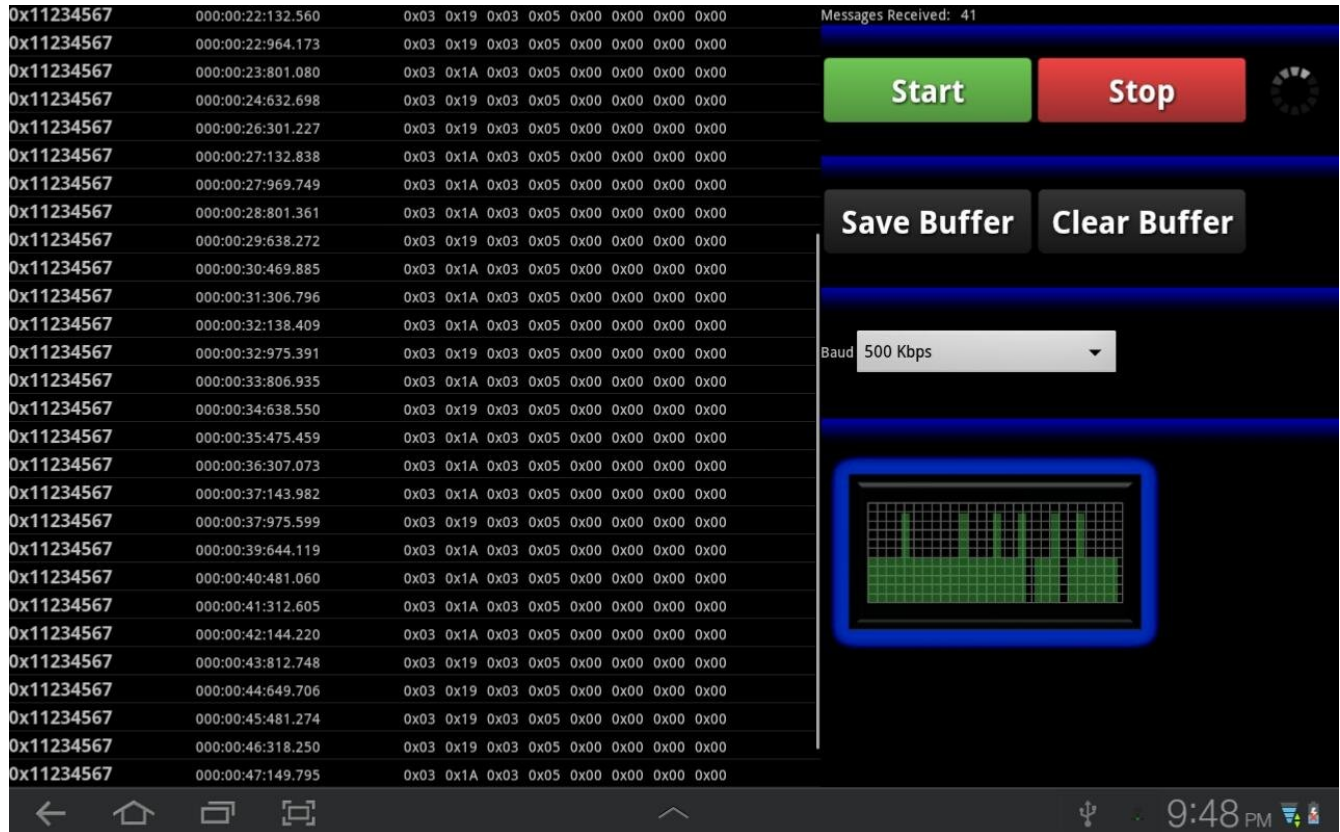 0x11234567 000:00:22:132.560 0x03 0x19 0x03 0x05 0x00 0x00 0x00 0x00
0x11234567 000:00:22:964.173 0x03 0x19 0x03 0x05 0x00 0x00 0x00 0x00
0x11234567 000:00:23:801.080 0x03 0x1A 0x03 0x05 0x00 0x00 0x00 0x00
0x11234567 000:00:24:632.698 0x03 0x19 0x03 0x05 0x00 0x00 0x00 0x00
0x11234567 000:00:26:301.227 0x03 0x19 0x03 0x05 0x00 0x00 0x00 0x00
0x11234567 000:00:27:132.838 0x03 0x1A 0x03 0x05 0x00 0x00 0x00 0x00
0x11234567 000:00:27:969.749 0x03 0x1A 0x03 0x05 0x00 0x00 0x00 0x00
0x11234567 000:00:28:801.361 0x03 0x1A 0x03 0x05 0x00 0x00 0x00 0x00
0x11234567 000:00:29:638.272 0x03 0x19 0x03 0x05 0x00 0x00 0x00 0x00
0x11234567 000:00:30:469.885 0x03 0x1A 0x03 0x05 0x00 0x00 0x00 0x00
0x11234567 000:00:31:306.796 0x03 0x1A 0x03 0x05 0x00 0x00 0x00 0x00
0x11234567 000:00:32:138.409 0x03 0x1A 0x03 0x05 0x00 0x00 0x00 0x00
0x11234567 000:00:32:975.391 0x03 0x19 0x03 0x05 0x00 0x00 0x00 0x00
0x11234567 000:00:33:806.935 0x03 0x1A 0x03 0x05 0x00 0x00 0x00 0x00
0x11234567 000:00:34:638.550 0x03 0x19 0x03 0x05 0x00 0x00 0x00 0x00
0x11234567 000:00:35:475.459 0x03 0x1A 0x03 0x05 0x00 0x00 0x00 0x00
0x11234567 000:00:36:307.073 0x03 0x1A 0x03 0x05 0x00 0x00 0x00 0x00
0x11234567 000:00:37:143.982 0x03 0x1A 0x03 0x05 0x00 0x00 0x00 0x00
0x11234567 000:00:37:975.599 0x03 0x19 0x03 0x05 0x00 0x00 0x00 0x00
0x11234567 000:00:39:644.119 0x03 0x1A 0x03 0x05 0x00 0x00 0x00 0x00
0x11234567 000:00:40:481.060 0x03 0x1A 0x03 0x05 0x00 0x00 0x00 0x00
0x11234567 000:00:41:312.605 0x03 0x1A 0x03 0x05 0x00 0x00 0x00 0x00
0x11234567 000:00:42:144.220 0x03 0x1A 0x03 0x05 0x00 0x00 0x00 0x00
0x11234567 000:00:43:812.748 0x03 0x19 0x03 0x05 0x00 0x00 0x00 0x00
0x11234567 000:00:44:649.706 0x03 0x19 0x03 0x05 0x00 0x00 0x00 0x00
0x11234567 000:00:45:481.274 0x03 0x19 0x03 0x05 0x00 0x00 0x00 0x00
0x11234567 000:00:46:318.250 0x03 0x19 0x03 0x05 0x00 0x00 0x00 0x00
0x11234567 000:00:47:149.795 0x03 0x1A 0x03 0x05 0x00 0x00 0x00 0x00
Messages Received: 41
Start Stop
Save Buffer Clear Buffer
Baud 500 Kbps
9:48 PM